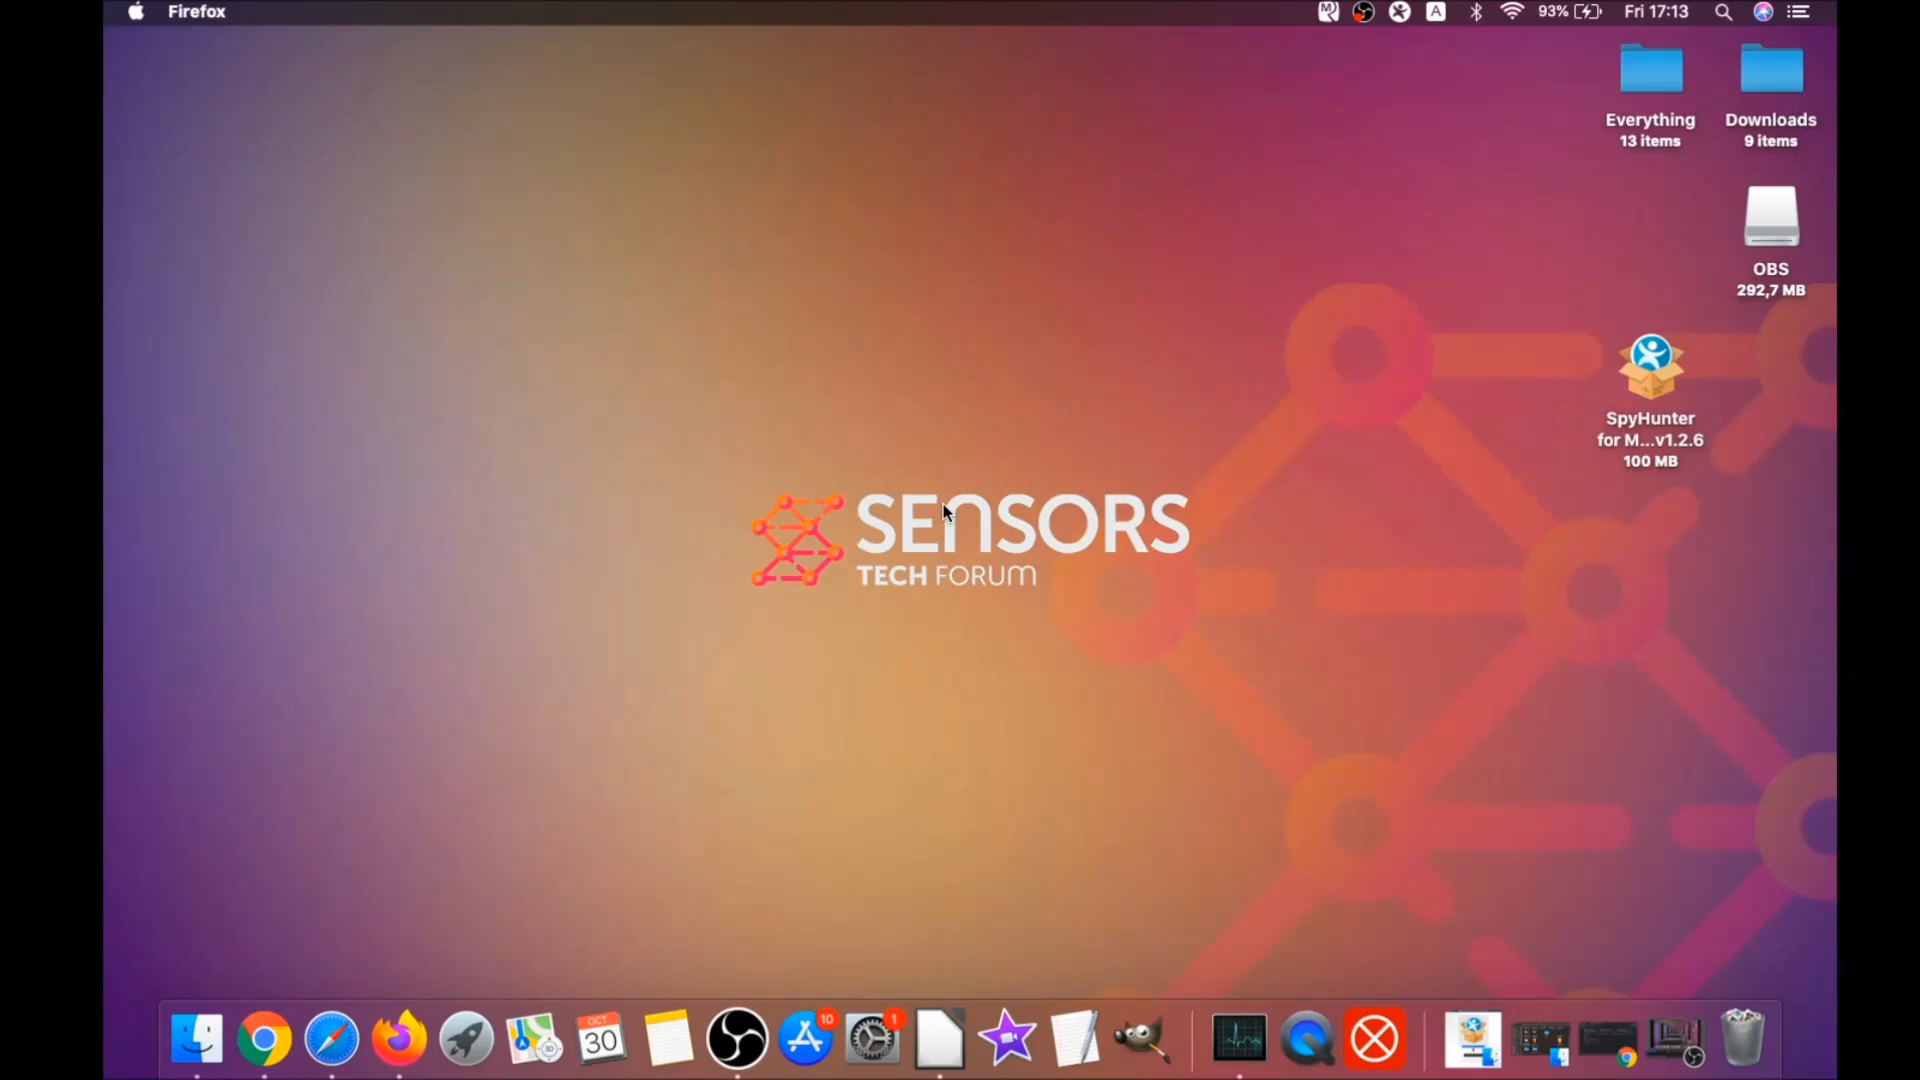 Firefox
A
93%
Fri 17:13
Everything
13 items
Downloads
9 items
OBS
292,7 MB
SpyHunter
for M...v1.2.6
100 MB
SENSORS
TECH FORUM
OCT
30
10
1